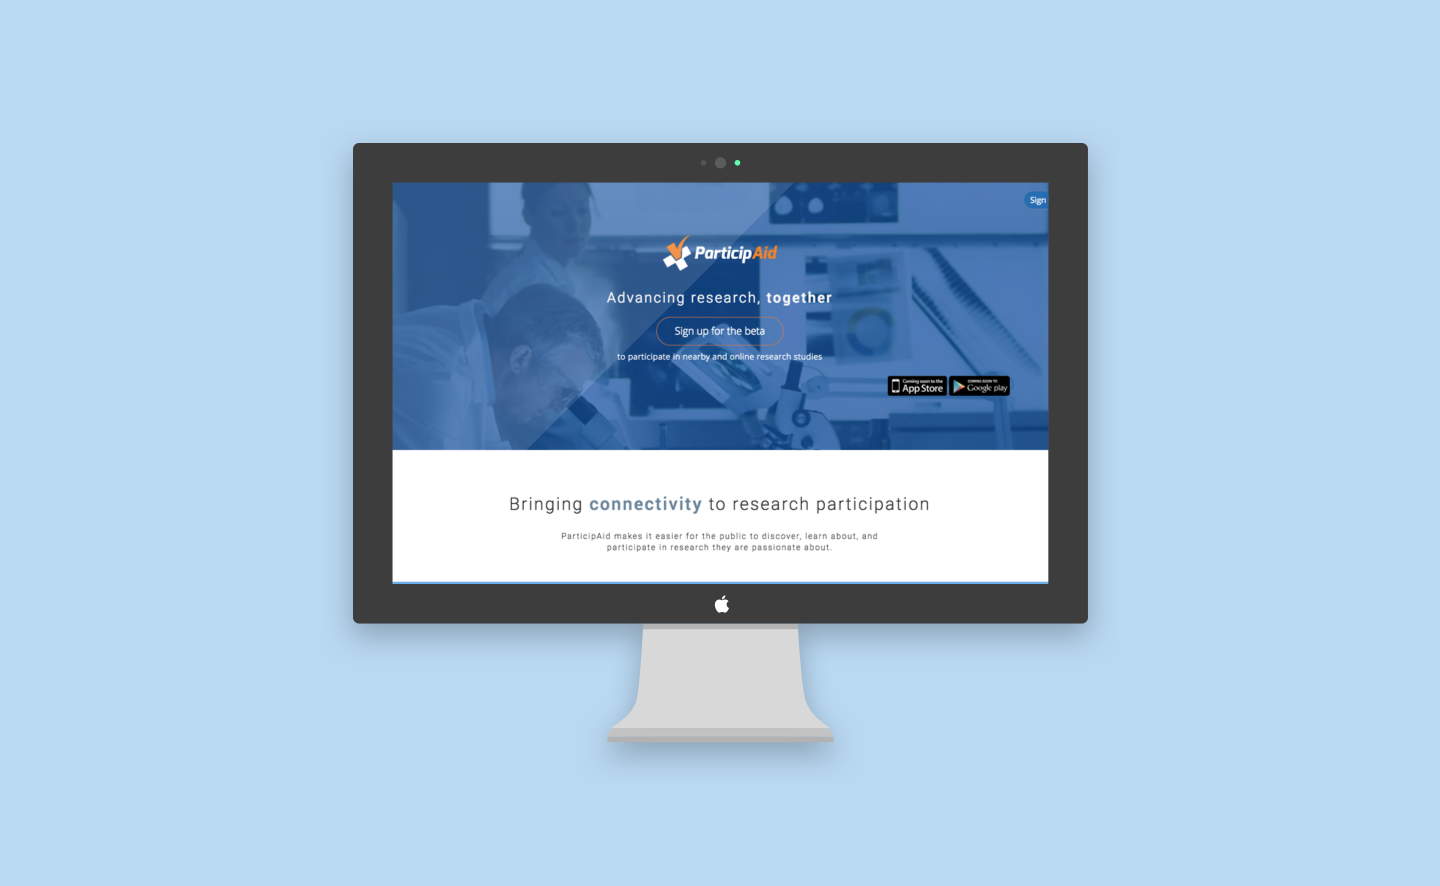 Sign
ParticipAid
Advancing research, together
Sign up for the beta
to participate in nearby and online research studies
Coming soon to the
App Store
COMING SOON TO
Google play
Bringing connectivity to research participation
ParticipAid makes it easier for the public to discover, learn about, and
participate in research they are passionate about.